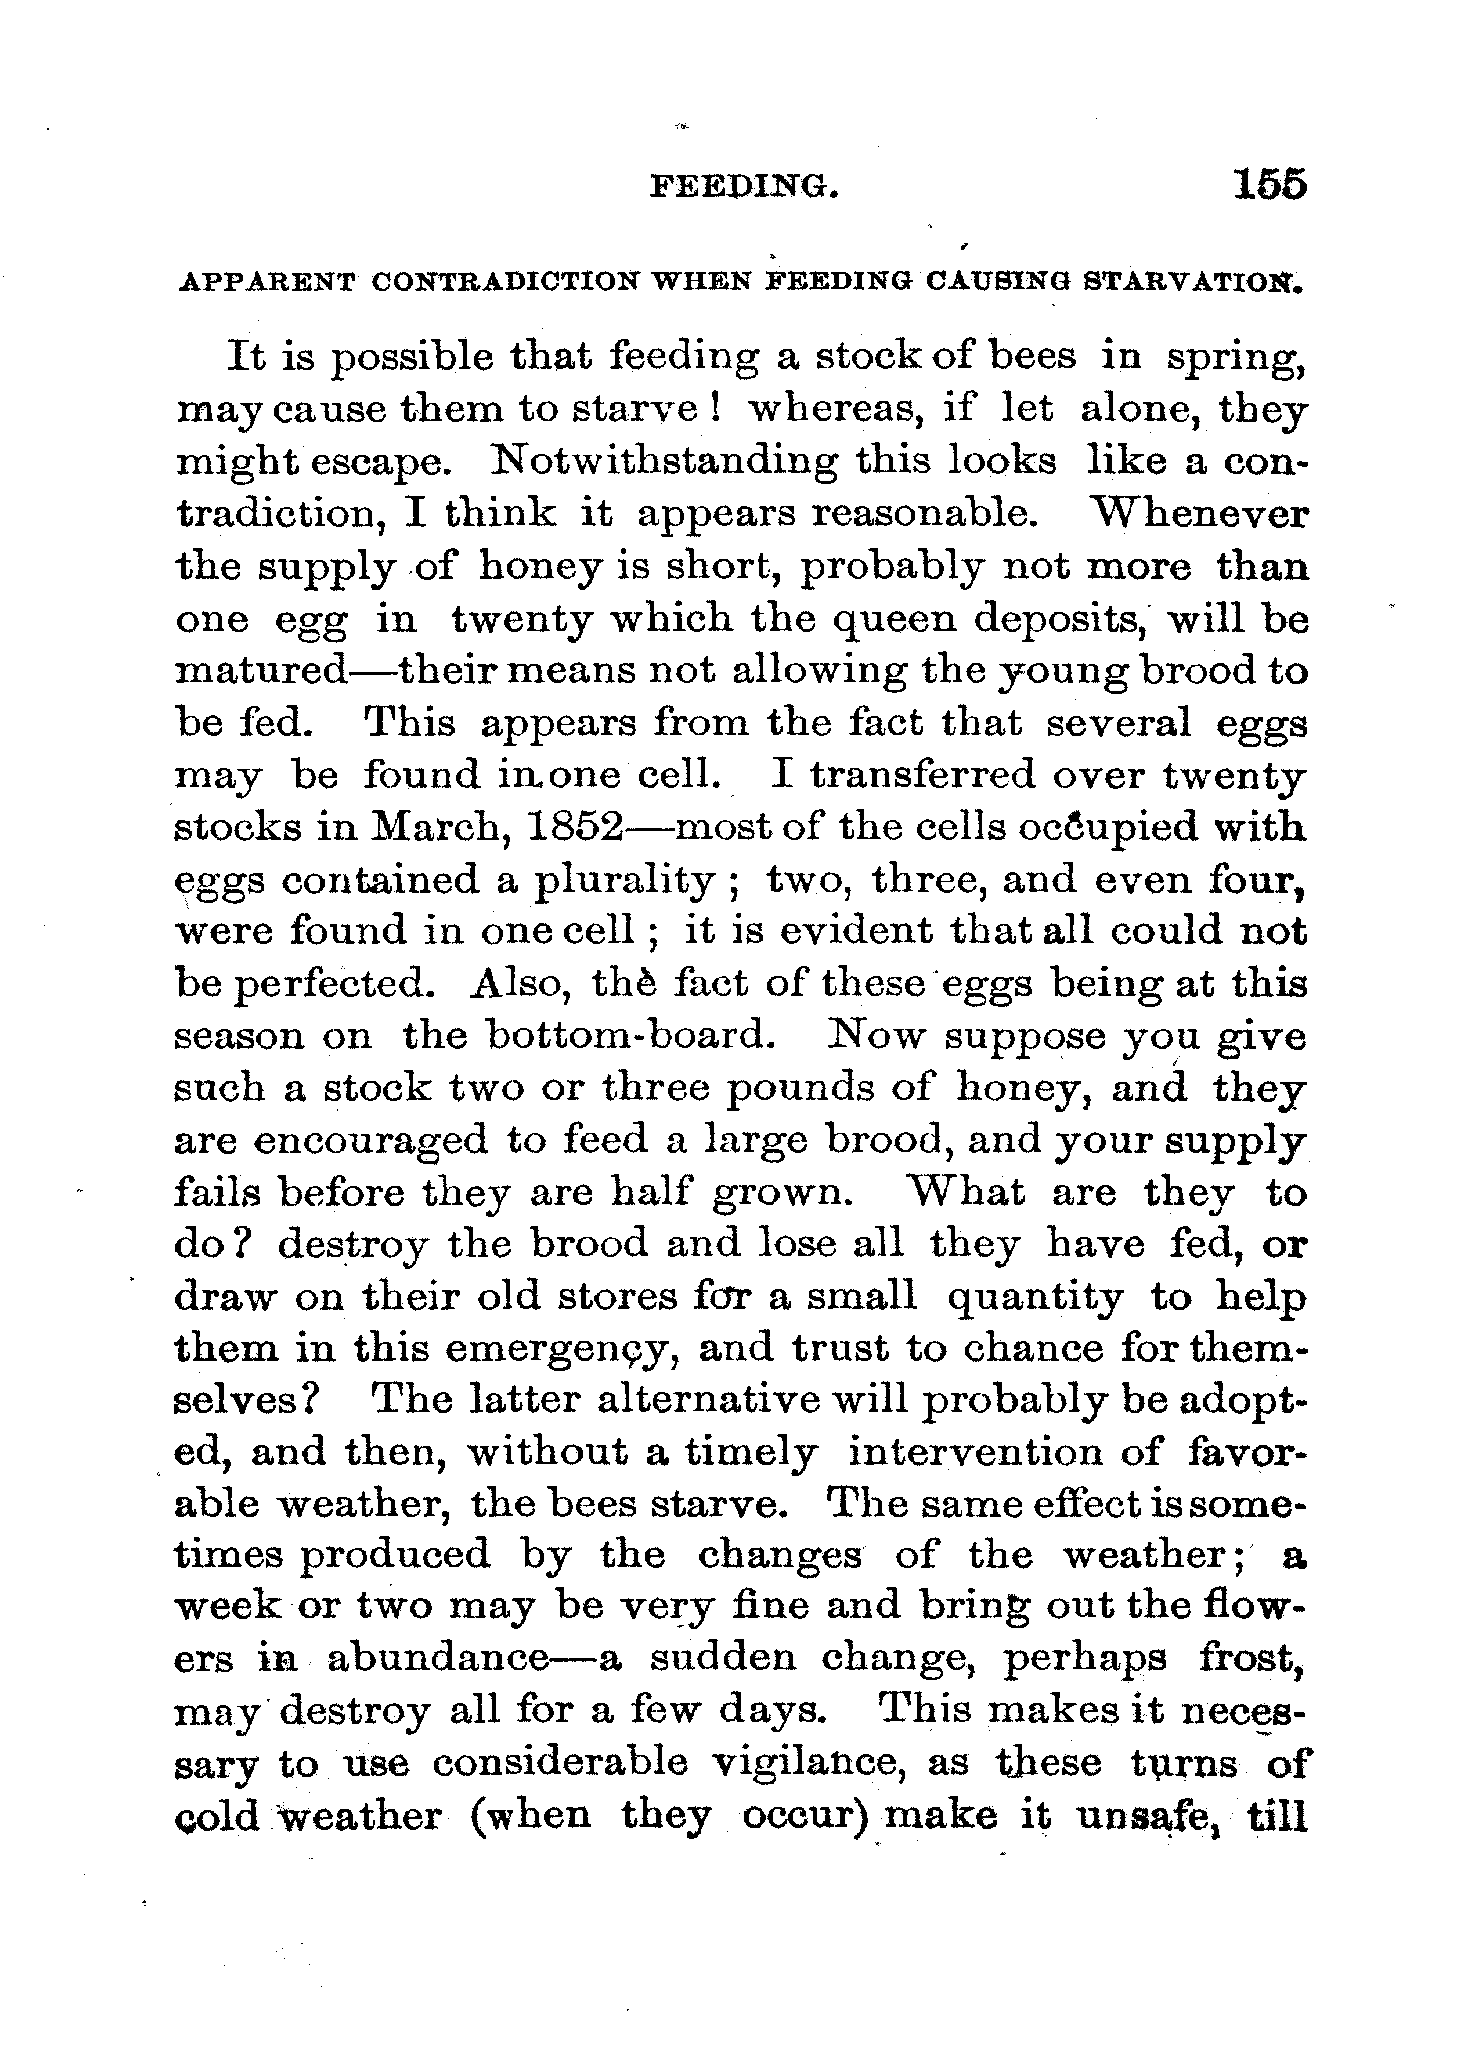 FEEDING. 155
APPARENT CONTRADICTION WHEN FEEDING CAUSING STARVATION.
It is possible that feeding a stock of bees in spring,
may cause them to starve ! whereas, if let alone, they
might escape. Notwithstanding this looks like a con-
tradiction, I think it appears reasonable. Whenever
the supply of honey is short, probably not more than
one egg in twenty which the queen deposits, will be
matured—their means not allowing the young brood to
be fed. This appears from the fact that several eggs
may be found in one cell. I transferred over twenty
stocks in March, 1852—most of the cells occupied with
eggs contained a plurality ; two, three, and even four,
were found in one cell ; it is evident that all could not
be perfected. Also, the fact of these eggs being at this
season on the bottom-board. Now suppose you give
such a stock two or three pounds of honey, and they
are encouraged to feed a large brood, and your supply
fails before they are half grown. What are they to
do ? destroy the brood and lose all they have fed, or
draw on their old stores for a small quantity to help
them in this emergency, and trust to chance for them-
selves? The latter alternative will probably be adopt-
ed, and then, without a timely intervention of favor-
able weather, the bees starve. The same effect is some-
times produced by the changes of the weather; a
week or two may be very fine and bring out the flow-
ers in abundance—a sudden change, perhaps frost,
may destroy all for a few days. This makes it neces-
sary to use considerable vigilance, as these turns of
cold weather (when they occur) make it unsafe, till